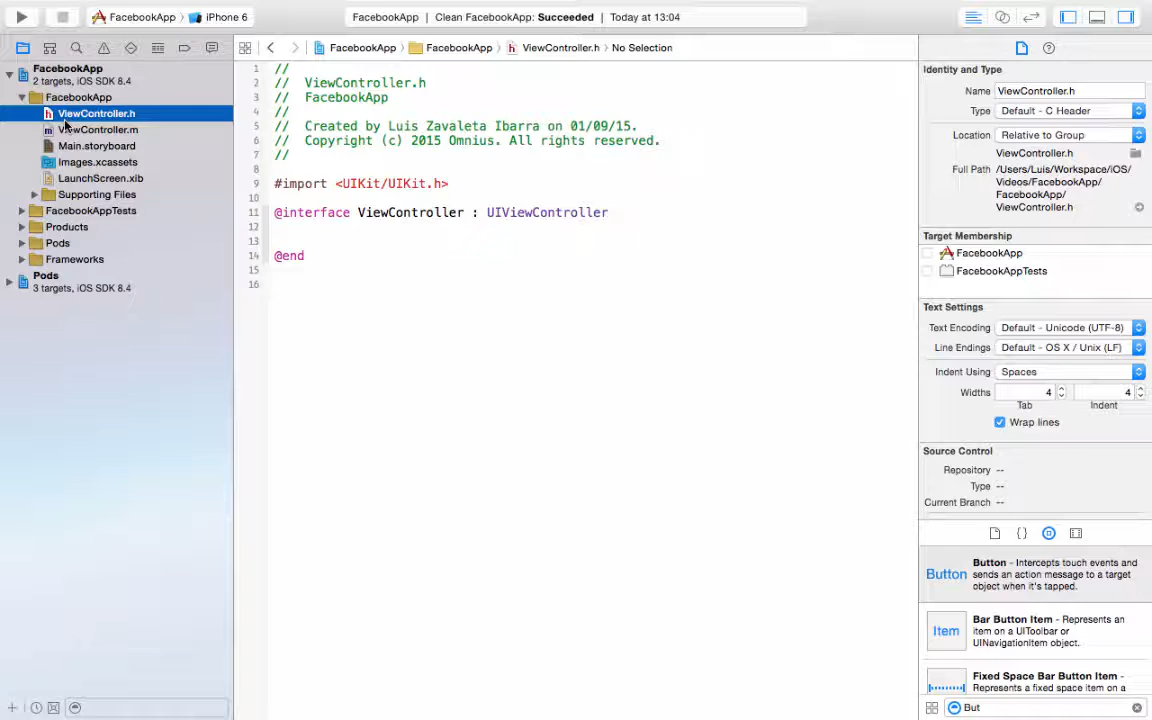 FacebookApp > iPhone 6
FacebookApp | Clean FacebookApp: Succeeded | Today at 13:04
FacebookApp > FacebookApp > ViewController.h > No Selection
FacebookApp
2 targets, iOS SDK 8.4
FacebookApp
ViewController.h
ViewController.m
Main.storyboard
Images.xcassets
LaunchScreen.xib
Supporting Files
FacebookAppTests
Products
Pods
Frameworks
Pods
3 targets, iOS SDK 8.4
1 //
2 // ViewController.h
3 // FacebookApp
4 //
5 // Created by Luis Zavaleta Ibarra on 01/09/15.
6 // Copyright (c) 2015 Omnius. All rights reserved.
7 //
8
9 #import <UIKit/UIKit.h>
10
11 @interface ViewController : UIViewController
12
13
14 @end
15
16
Identity and Type
Name ViewController.h
Type Default - C Header
Location Relative to Group
ViewController.h
Full Path /Users/Luis/Workspace/iOS/
Videos/FacebookApp/
FacebookApp/
ViewController.h
Target Membership
FacebookApp
FacebookAppTests
Text Settings
Text Encoding Default - Unicode (UTF-8)
Line Endings Default - OS X / Unix (LF)
Indent Using Spaces
Widths 4 4
Tab Indent
Wrap lines
Source Control
Repository --
Type --
Current Branch --
Button
Button - Intercepts touch events and
sends an action message to a target
object when it's tapped.
Item
Bar Button Item - Represents an
item on a UIToolbar or
UINavigationItem object.
Fixed Space Bar Button Item -
Represents a fixed space item on a
But